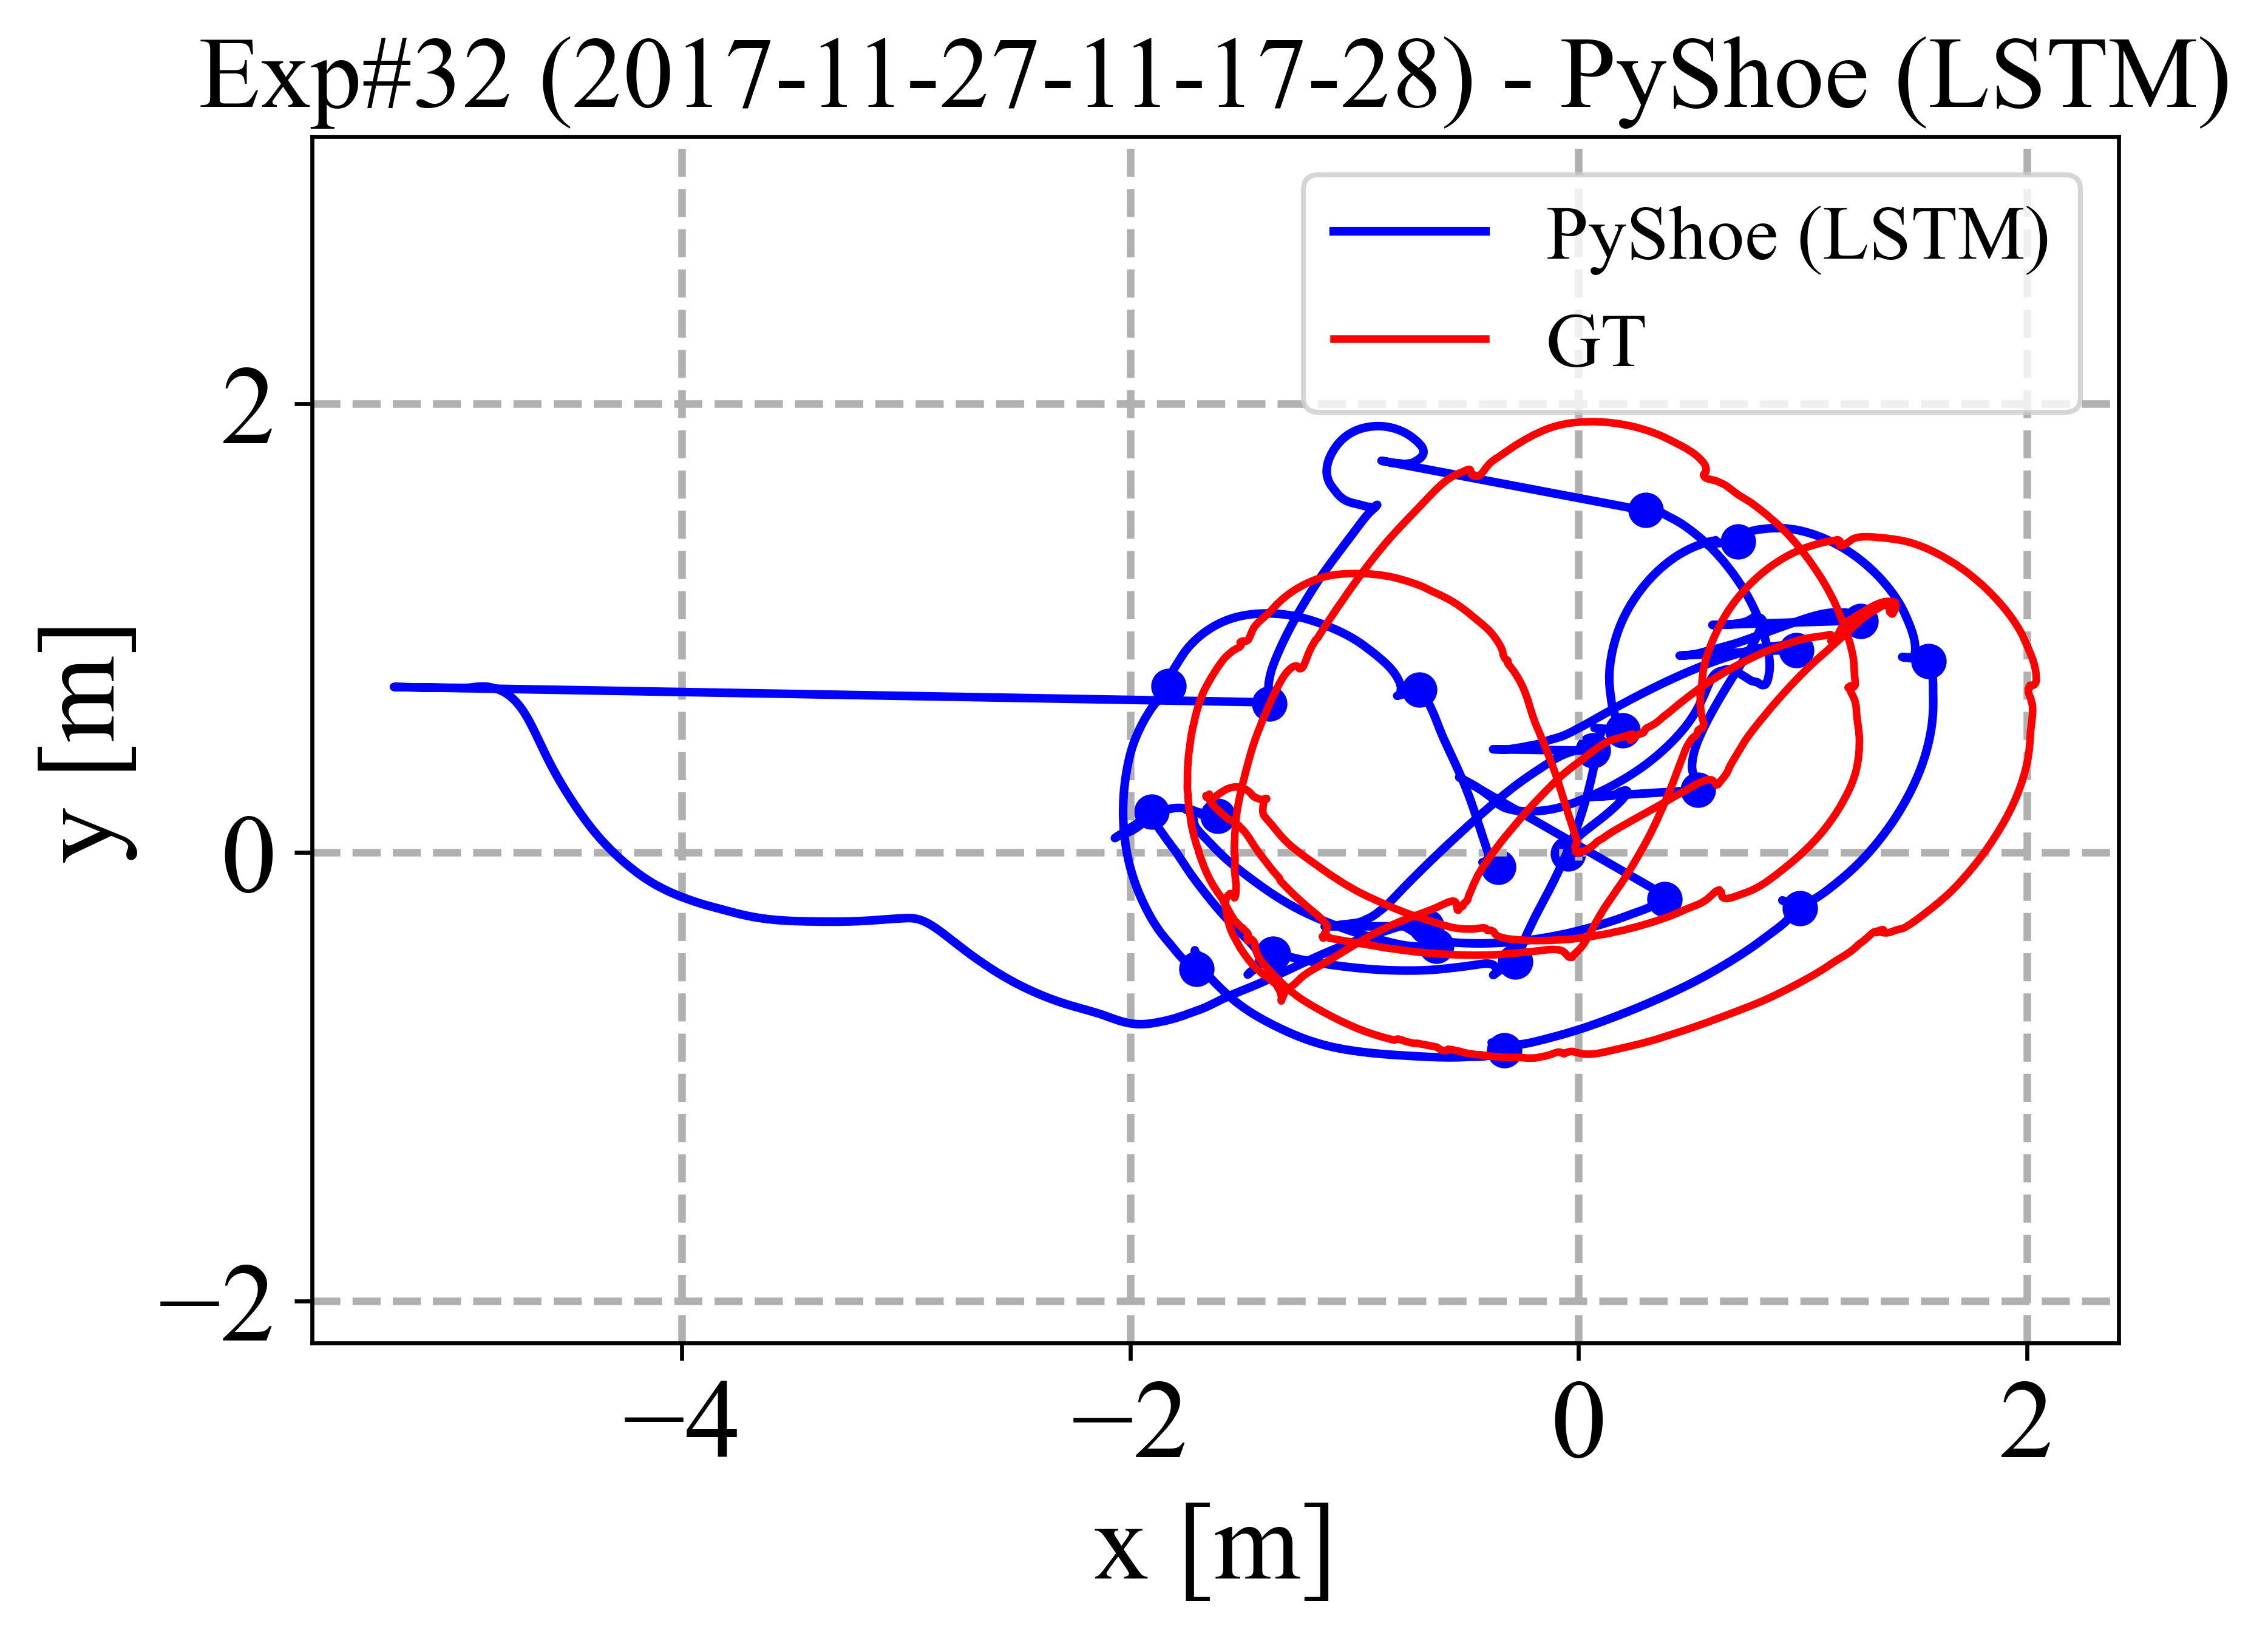 Exp#32 (2017-11-27-11-17-28) - PyShoe (LSTM)
PyShoe (LSTM)
GT
y [m]
2
0
−2
−4
−2
0
2
x [m]